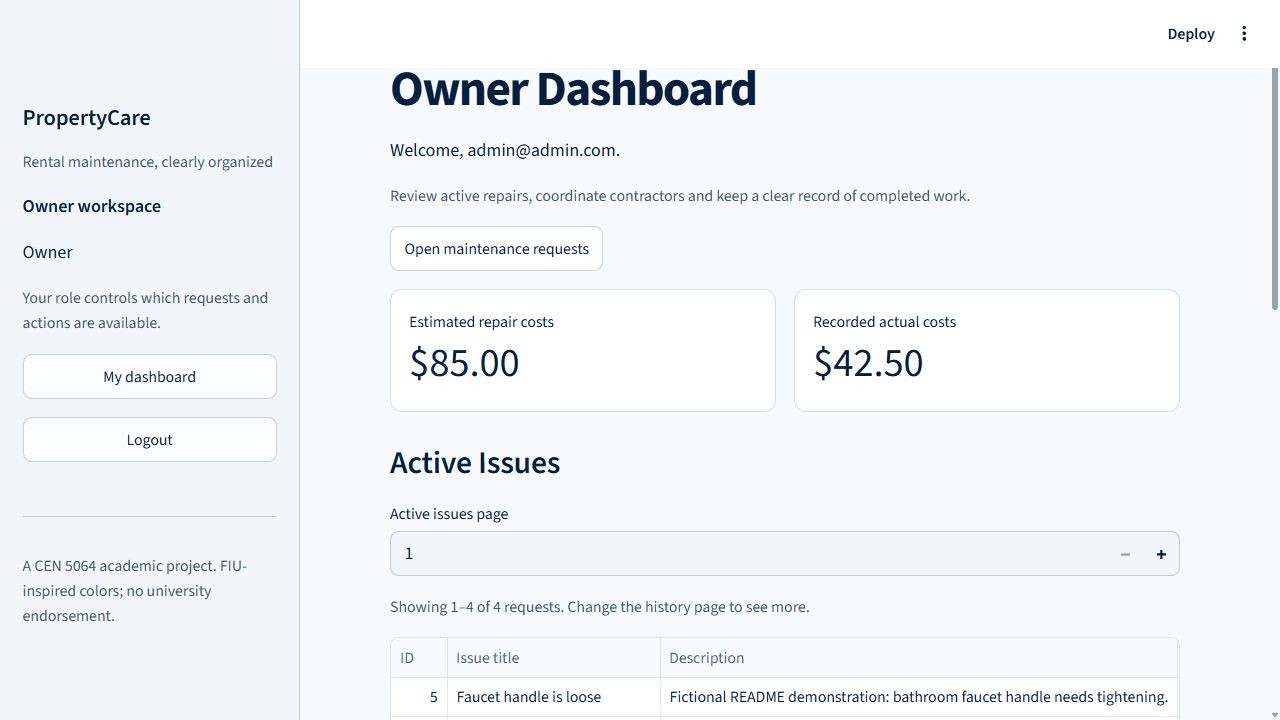 Deploy
PropertyCare
Rental maintenance, clearly organized
Owner workspace
Owner
Your role controls which requests and
actions are available.
My dashboard
Logout
A CEN 5064 academic project. FIU-
inspired colors; no university
endorsement.
Owner Dashboard
Welcome, admin@admin.com.
Review active repairs, coordinate contractors and keep a clear record of completed work.
Open maintenance requests
Estimated repair costs
$85.00
Recorded actual costs
$42.50
Active Issues
Active issues page
1
Showing 1–4 of 4 requests. Change the history page to see more.
ID Issue title Description
5 Faucet handle is loose Fictional README demonstration: bathroom faucet handle needs tightening.